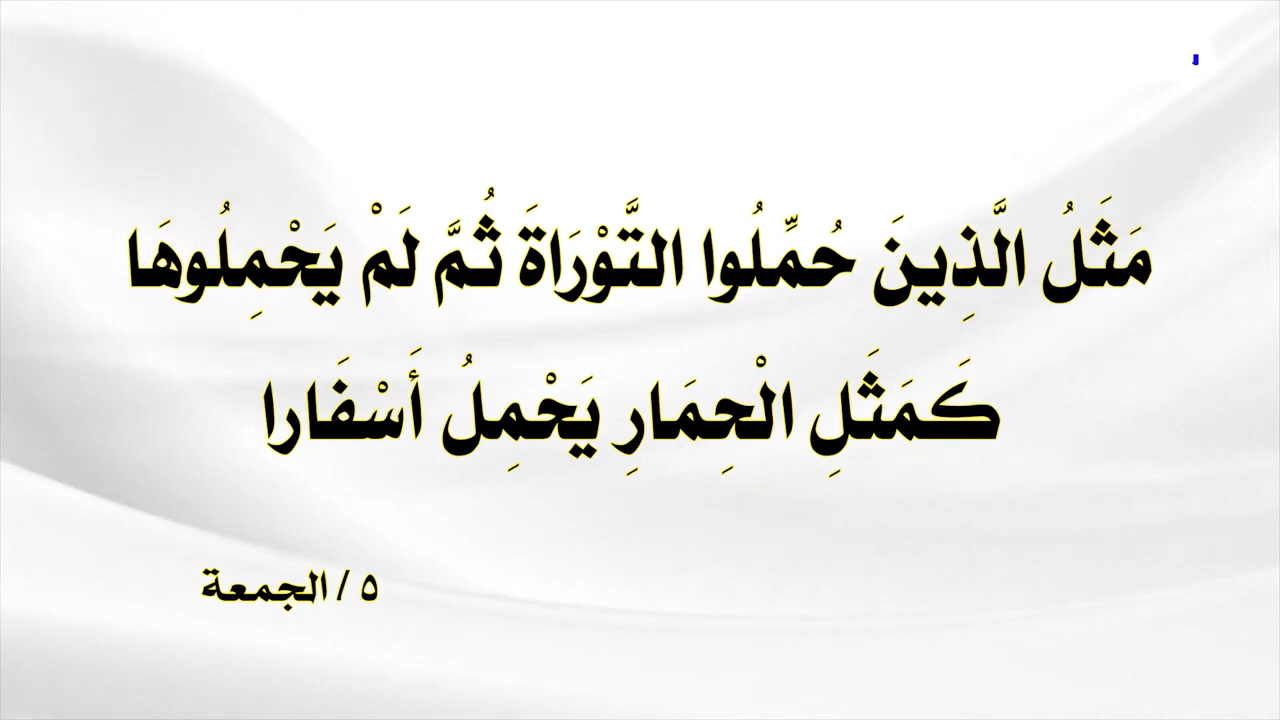 مَثَلُ الَّذِينَ حُمِّلُوا التَّوْرَاةَ ثُمَّ لَمْ يَحْمِلُوهَا
كَمَثَلِ الْحِمَارِ يَحْمِلُ أَسْفَارا
٥ / الجمعة